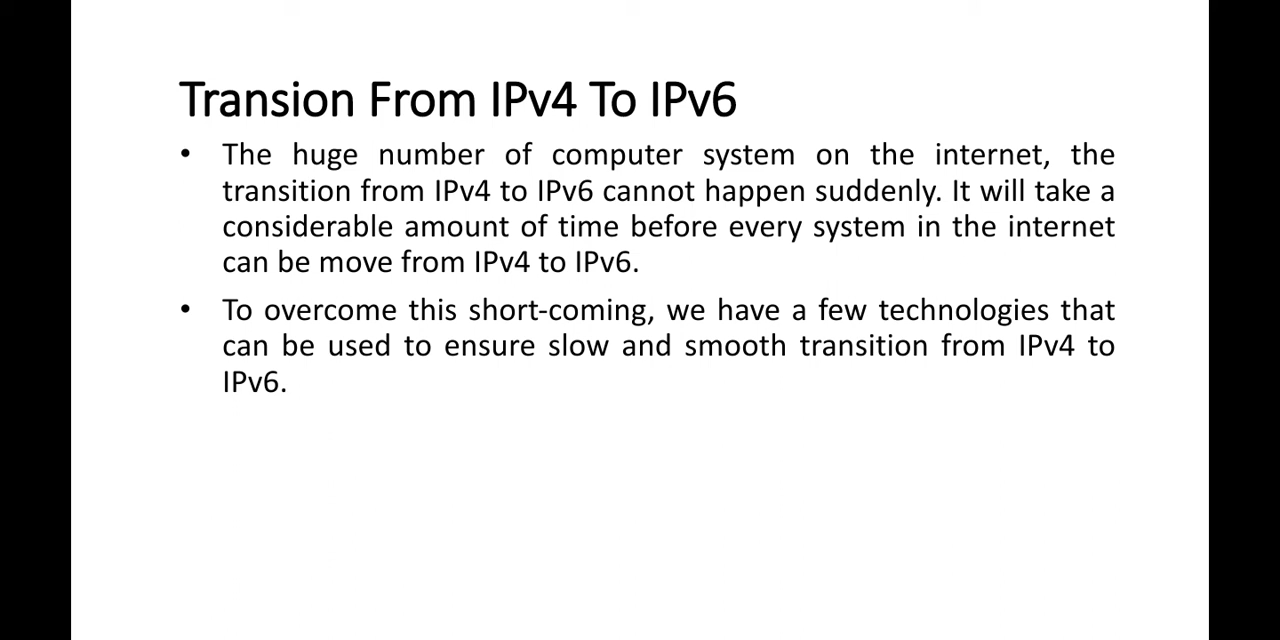 Transion From IPv4 To IPv6
• The huge number of computer system on the internet, the
transition from IPv4 to IPv6 cannot happen suddenly. It will take a
considerable amount of time before every system in the internet
can be move from IPv4 to IPv6.
• To overcome this short-coming, we have a few technologies that
can be used to ensure slow and smooth transition from IPv4 to
IPv6.